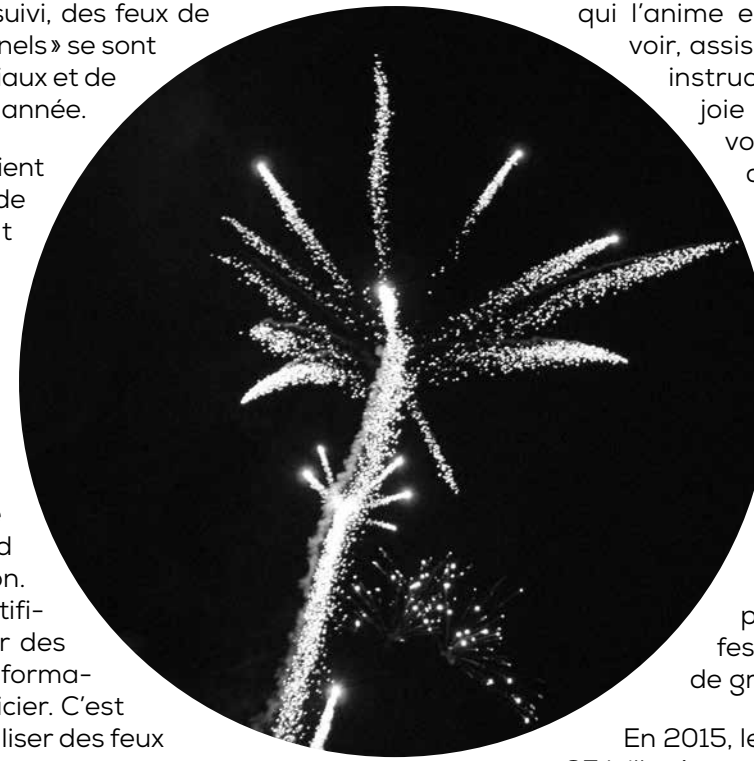 suivi, des feux de
nels» se sont
iaux et de
année.
ient
de
t
d
on.
tifi-
r des
forma-
icier. C'est
liser des feux
qui l'anime e
voir, assis
instruc
joie
vo
p
fes
de gr
En 2015, le